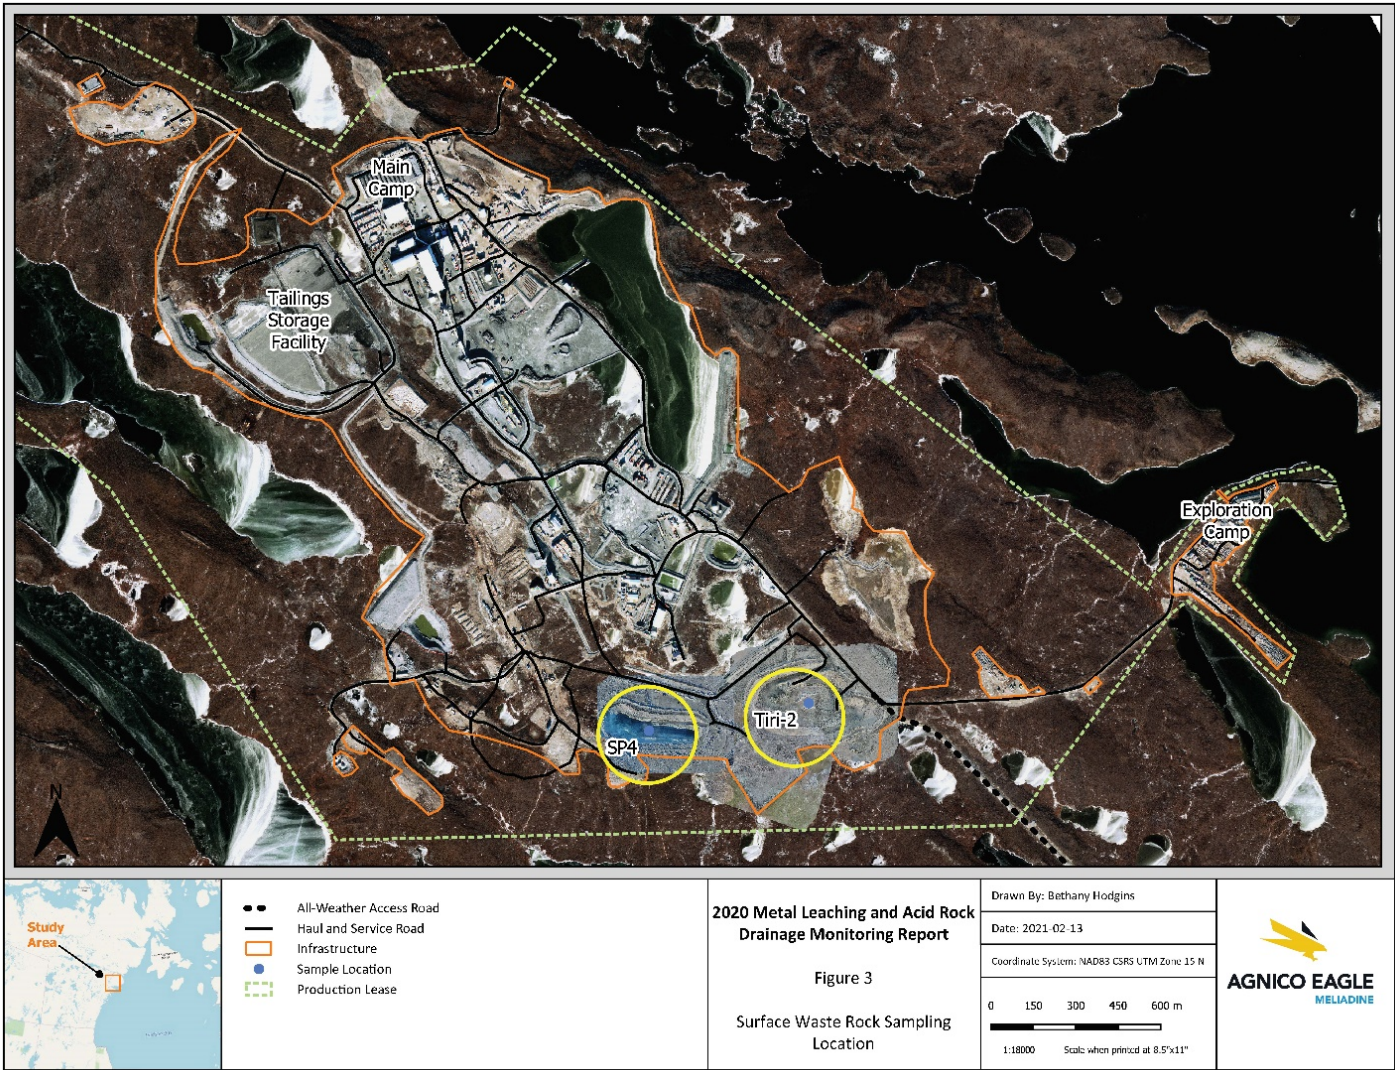 Main
Camp
Tailings
Storage
Facility
Exploration
Camp
Tiri-2
SP4
N
Study
Area
All-Weather Access Road
Haul and Service Road
Infrastructure
Sample Location
Production Lease
2020 Metal Leaching and Acid Rock
Drainage Monitoring Report
Figure 3
Surface Waste Rock Sampling
Location
Drawn By: Bethany Hodgins
Date: 2021-02-13
Coordinate System: NAD83 CSRS UTM Zone 15 N
0 150 300 450 600 m
1:18000 Scale when printed at 8.5"x11"
AGNICO EAGLE
MELIADINE